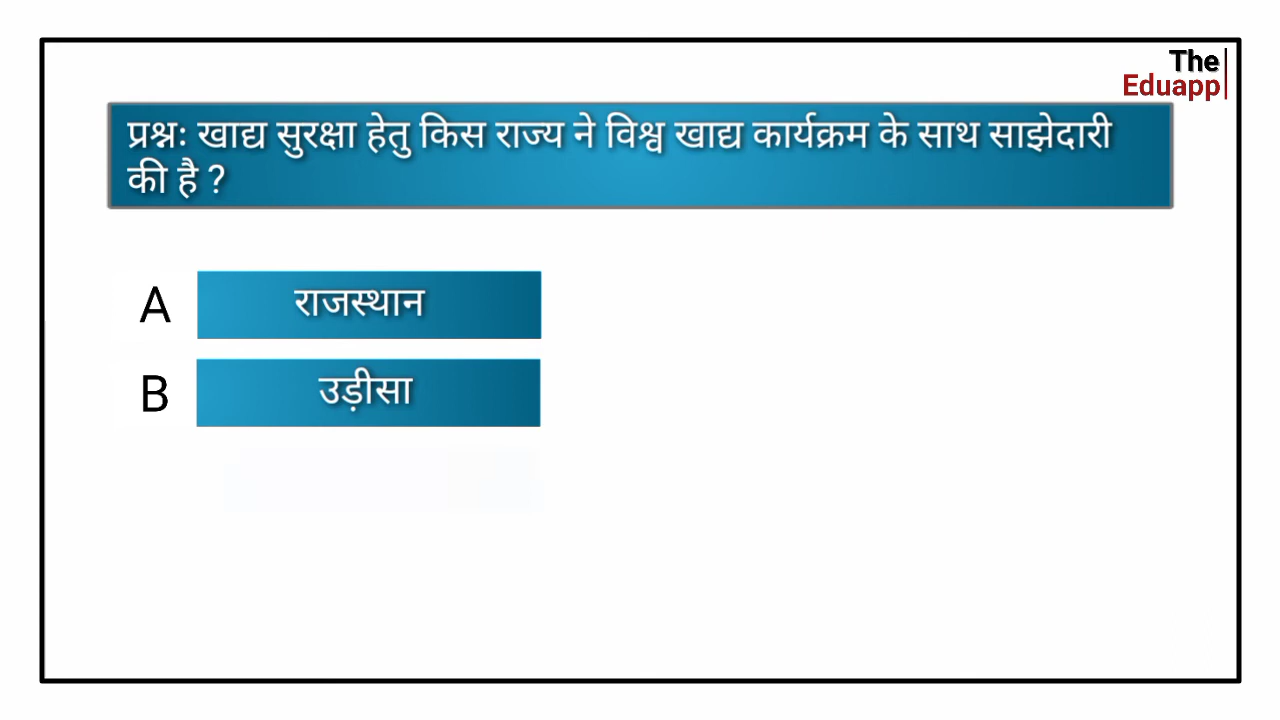 The
Eduapp
प्रश्नः खाद्य सुरक्षा हेतु किस राज्य ने विश्व खाद्य कार्यक्रम के साथ साझेदारी
की है ?
A राजस्थान
B उड़ीसा